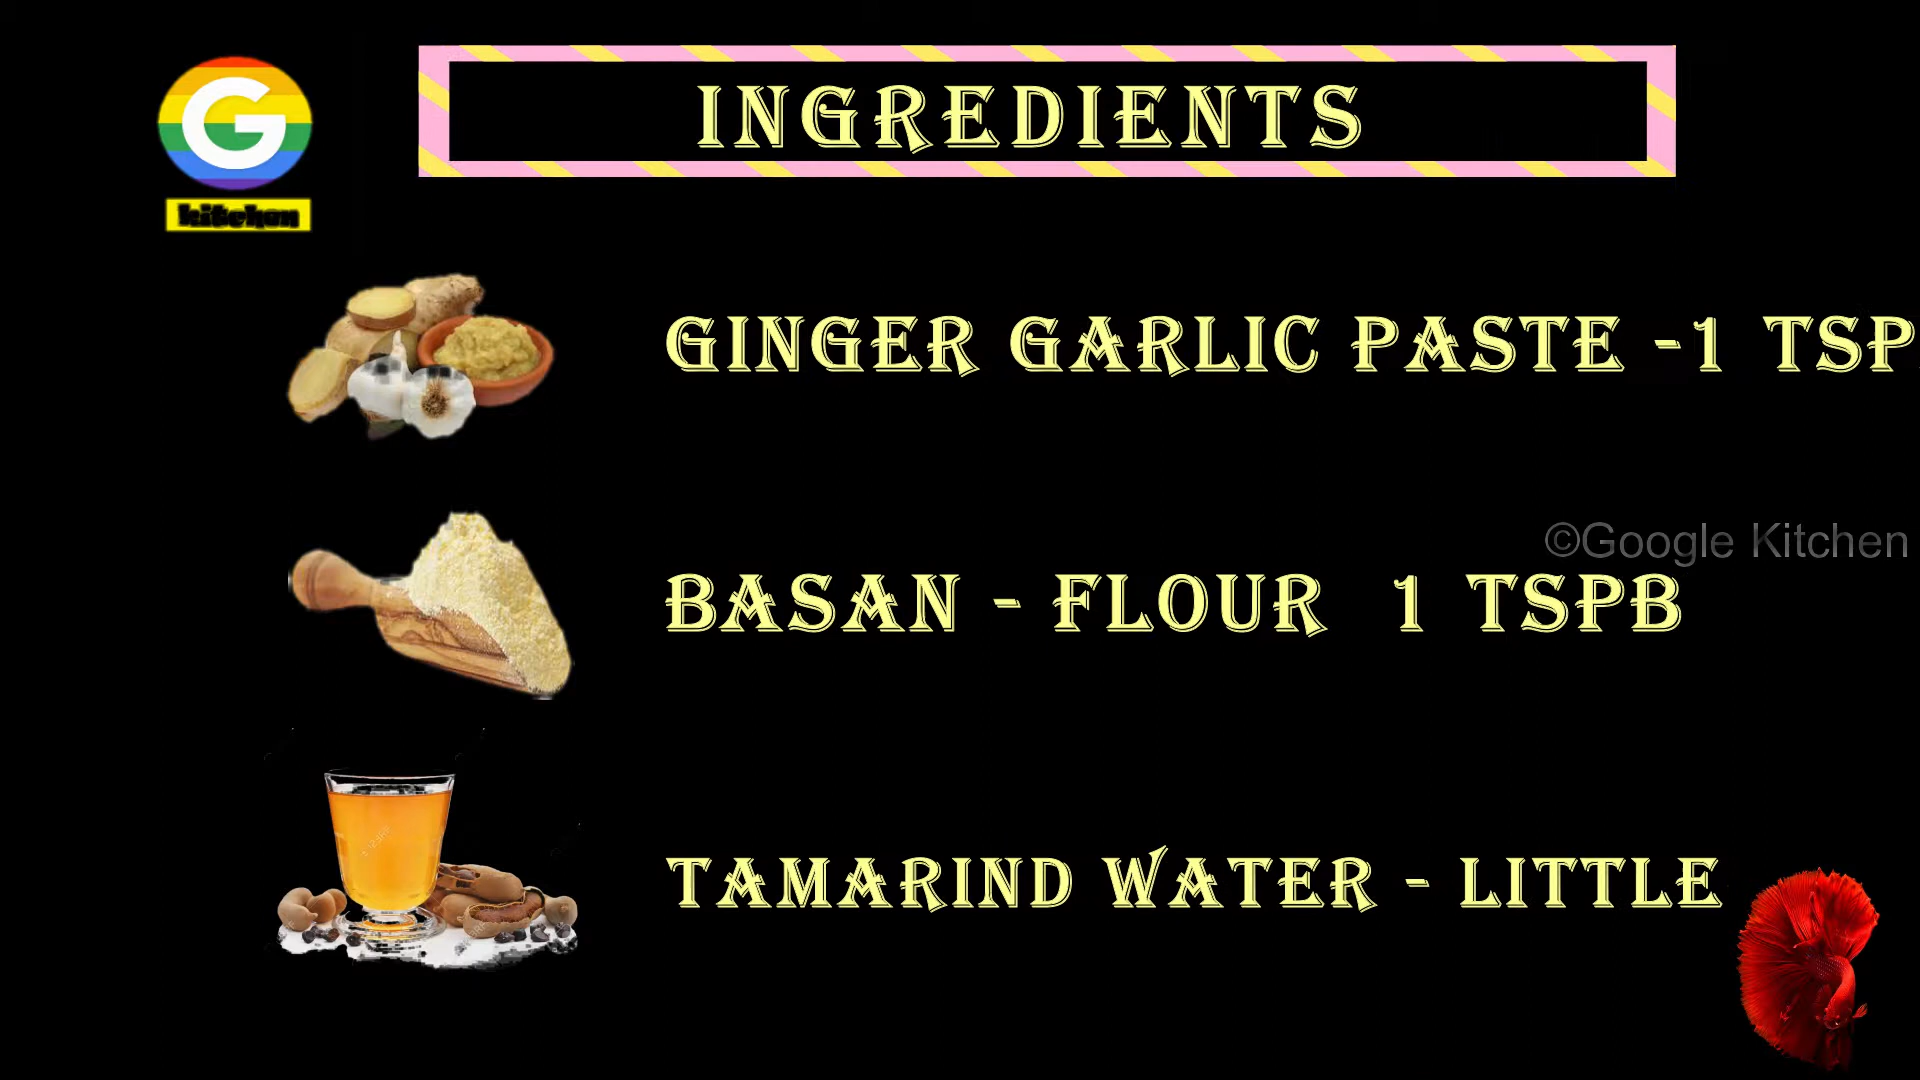 INGREDIENTS
G
kitchen
GINGER GARLIC PASTE -1 TSP
©Google Kitchen
BASAN - FLOUR 1 TSPB
TAMARIND WATER - LITTLE